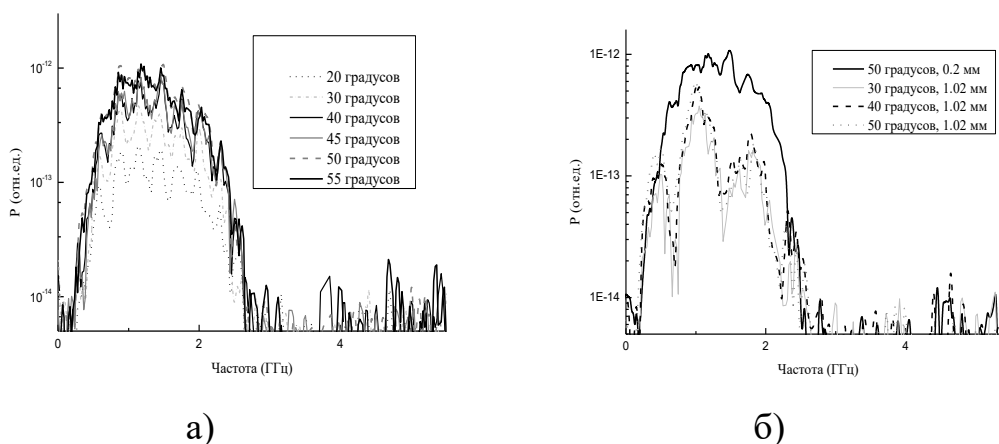 10⁻¹²
10⁻¹³
10⁻¹⁴
P (отн.ед.)
20 градусов
30 градусов
40 градусов
45 градусов
50 градусов
55 градусов
0
2
4
Частота (ГГц)
а)
1E-12
1E-13
1E-14
P (отн.ед.)
50 градусов, 0.2 мм
30 градусов, 1.02 мм
40 градусов, 1.02 мм
50 градусов, 1.02 мм
0
2
4
Частота (ГГц)
б)